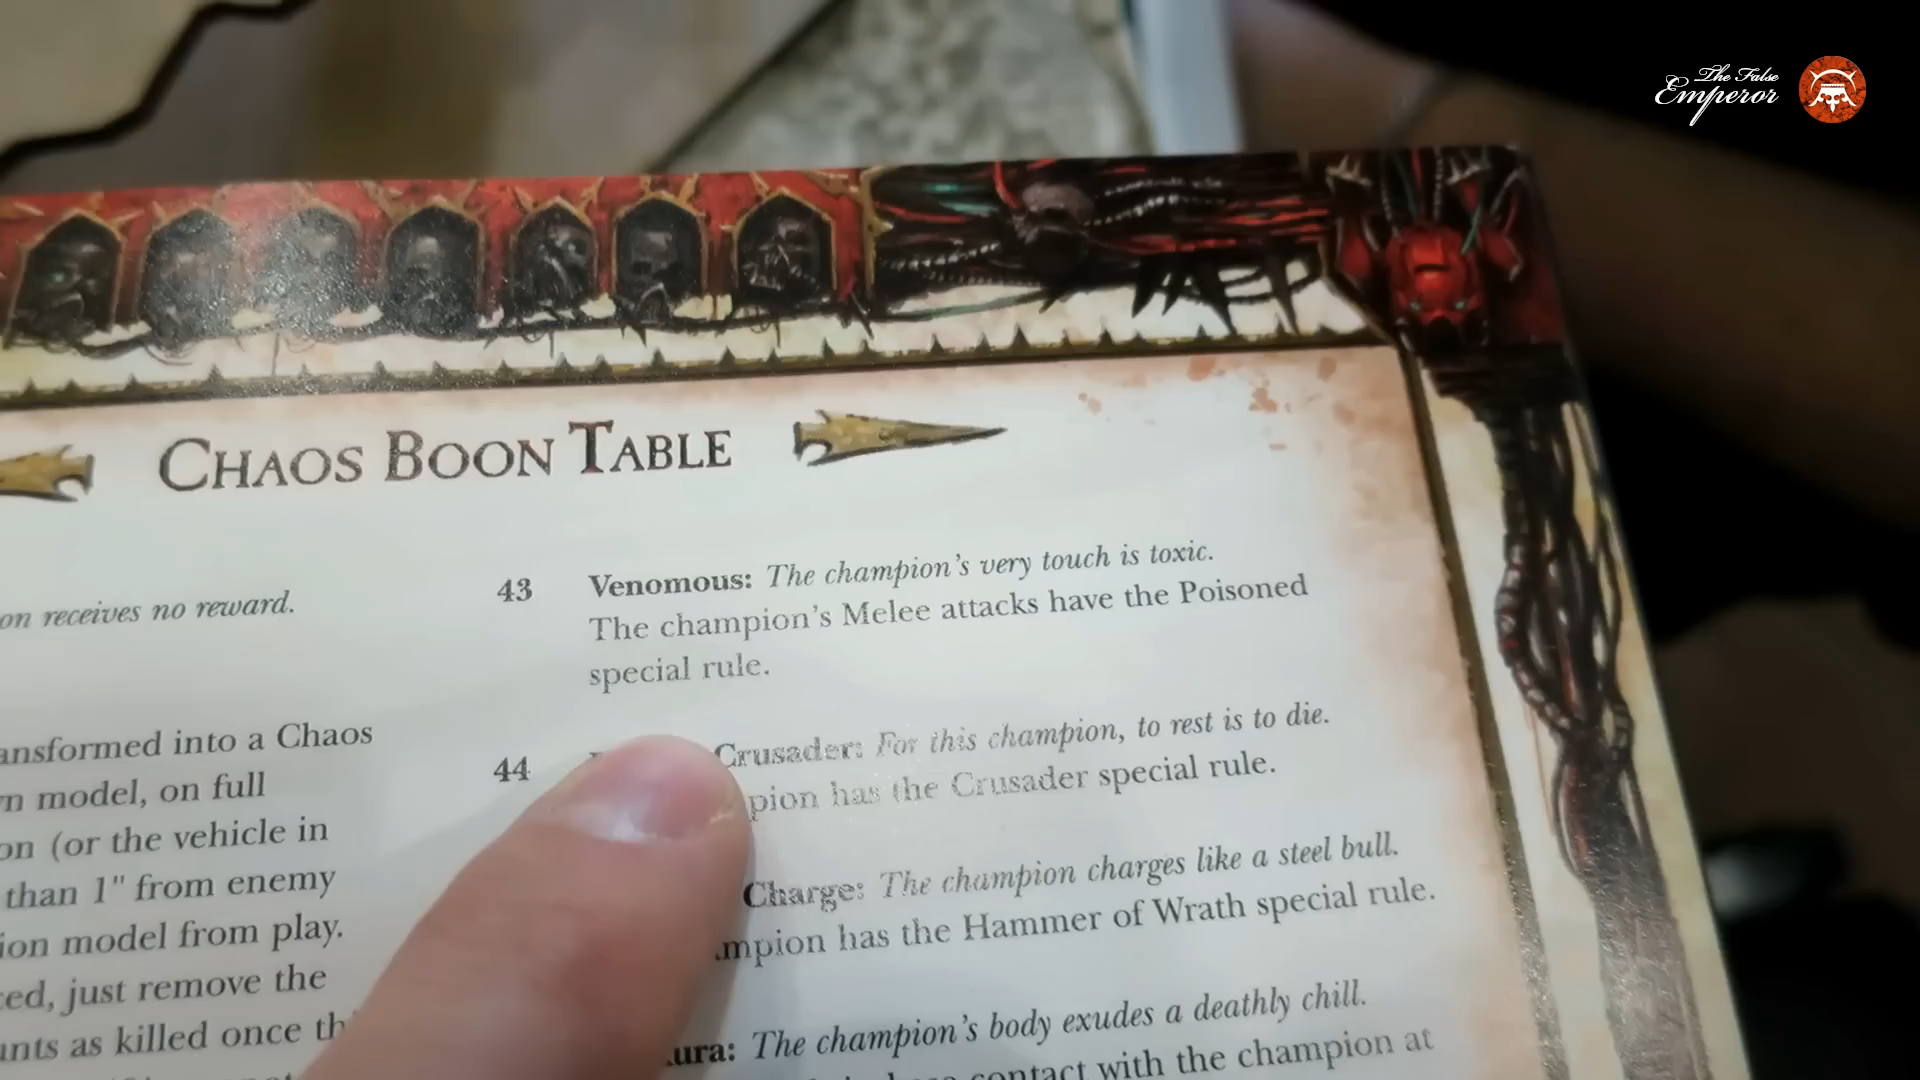 The False
Emperor
CHAOS BOON TABLE
on receives no reward.
ansformed into a Chaos
model, on full
on (or the vehicle in
than 1" from enemy
ion model from play.
just remove the
as killed once
43 Venomous: The champion's very touch is toxic.
The champion's Melee attacks have the Poisoned
special rule.
44 Crusader: For this champion, to rest is to die.
pion has the Crusader special rule.
Charge: The champion charges like a steel bull.
mpion has the Hammer of Wrath special rule.
ura: The champion's body exudes a deathly chill.
contact with the champion at